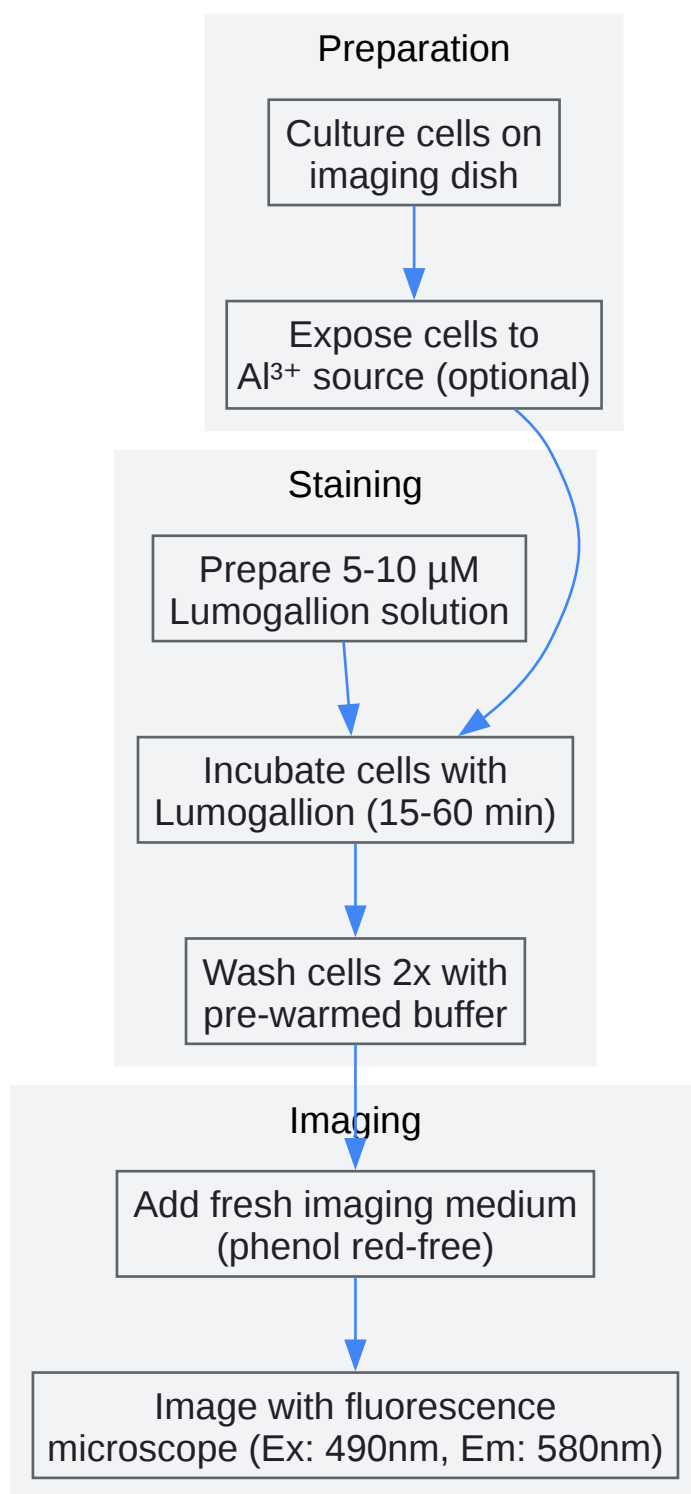 Preparation
Culture cells on
imaging dish
Expose cells to
Al³⁺ source (optional)
Staining
Prepare 5-10 µM
Lumogallion solution
Incubate cells with
Lumogallion (15-60 min)
Wash cells 2x with
pre-warmed buffer
Imaging
Add fresh imaging medium
(phenol red-free)
Image with fluorescence
microscope (Ex: 490nm, Em: 580nm)